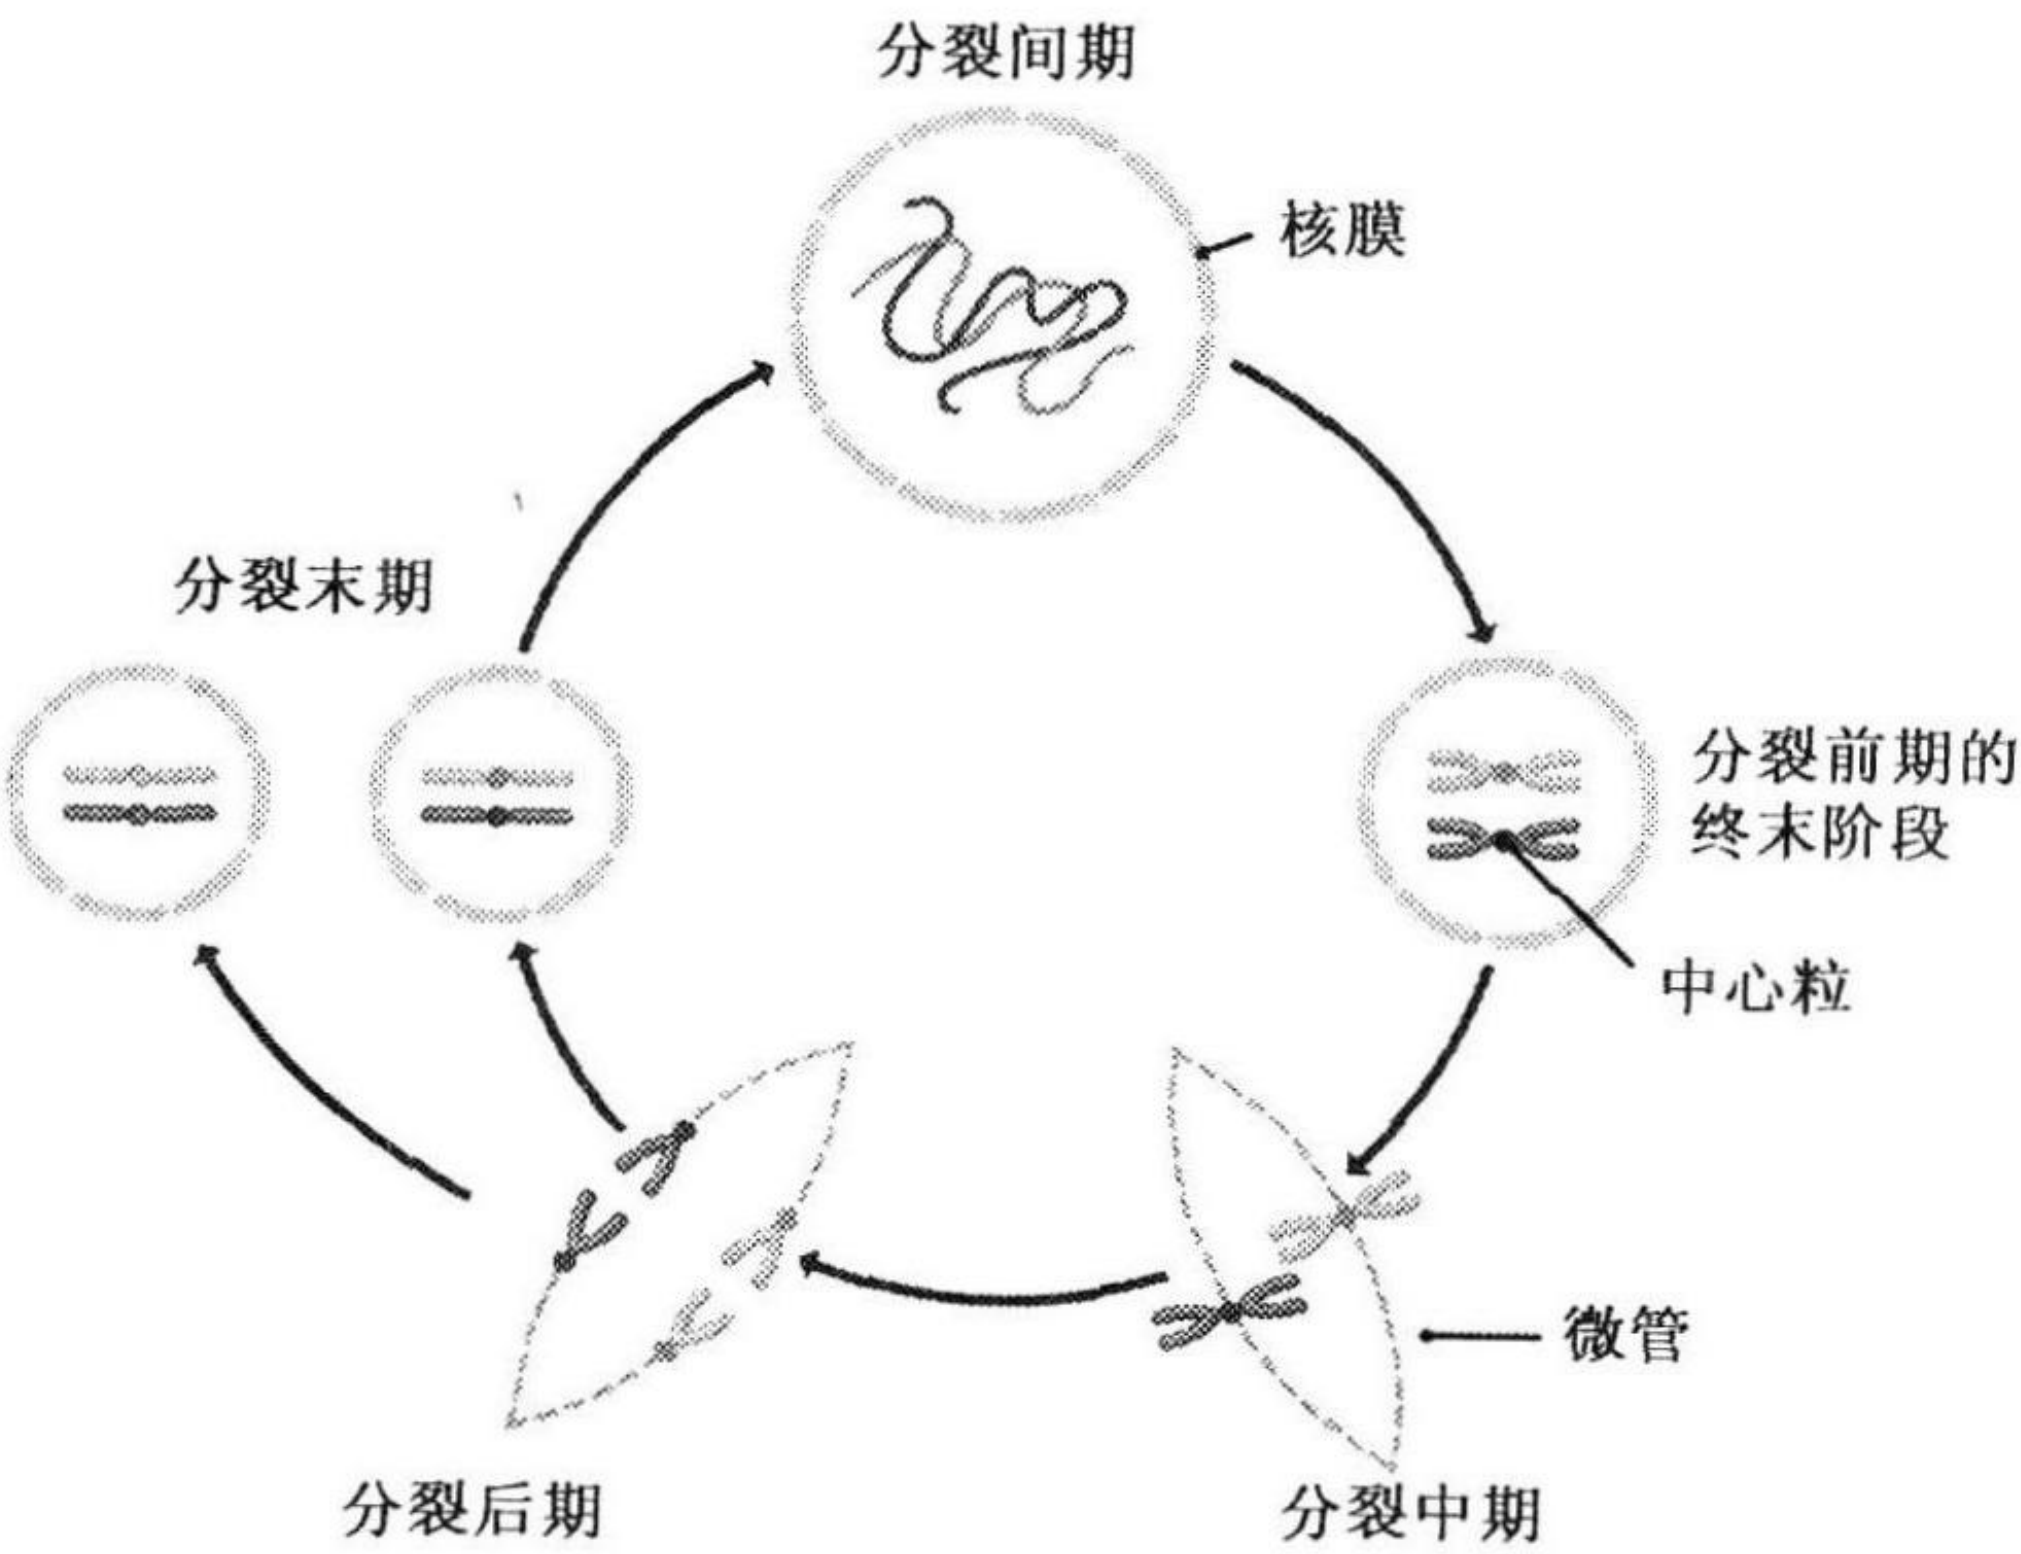 分裂间期
核膜
分裂末期
分裂前期的
终末阶段
中心粒
微管
分裂后期
分裂中期